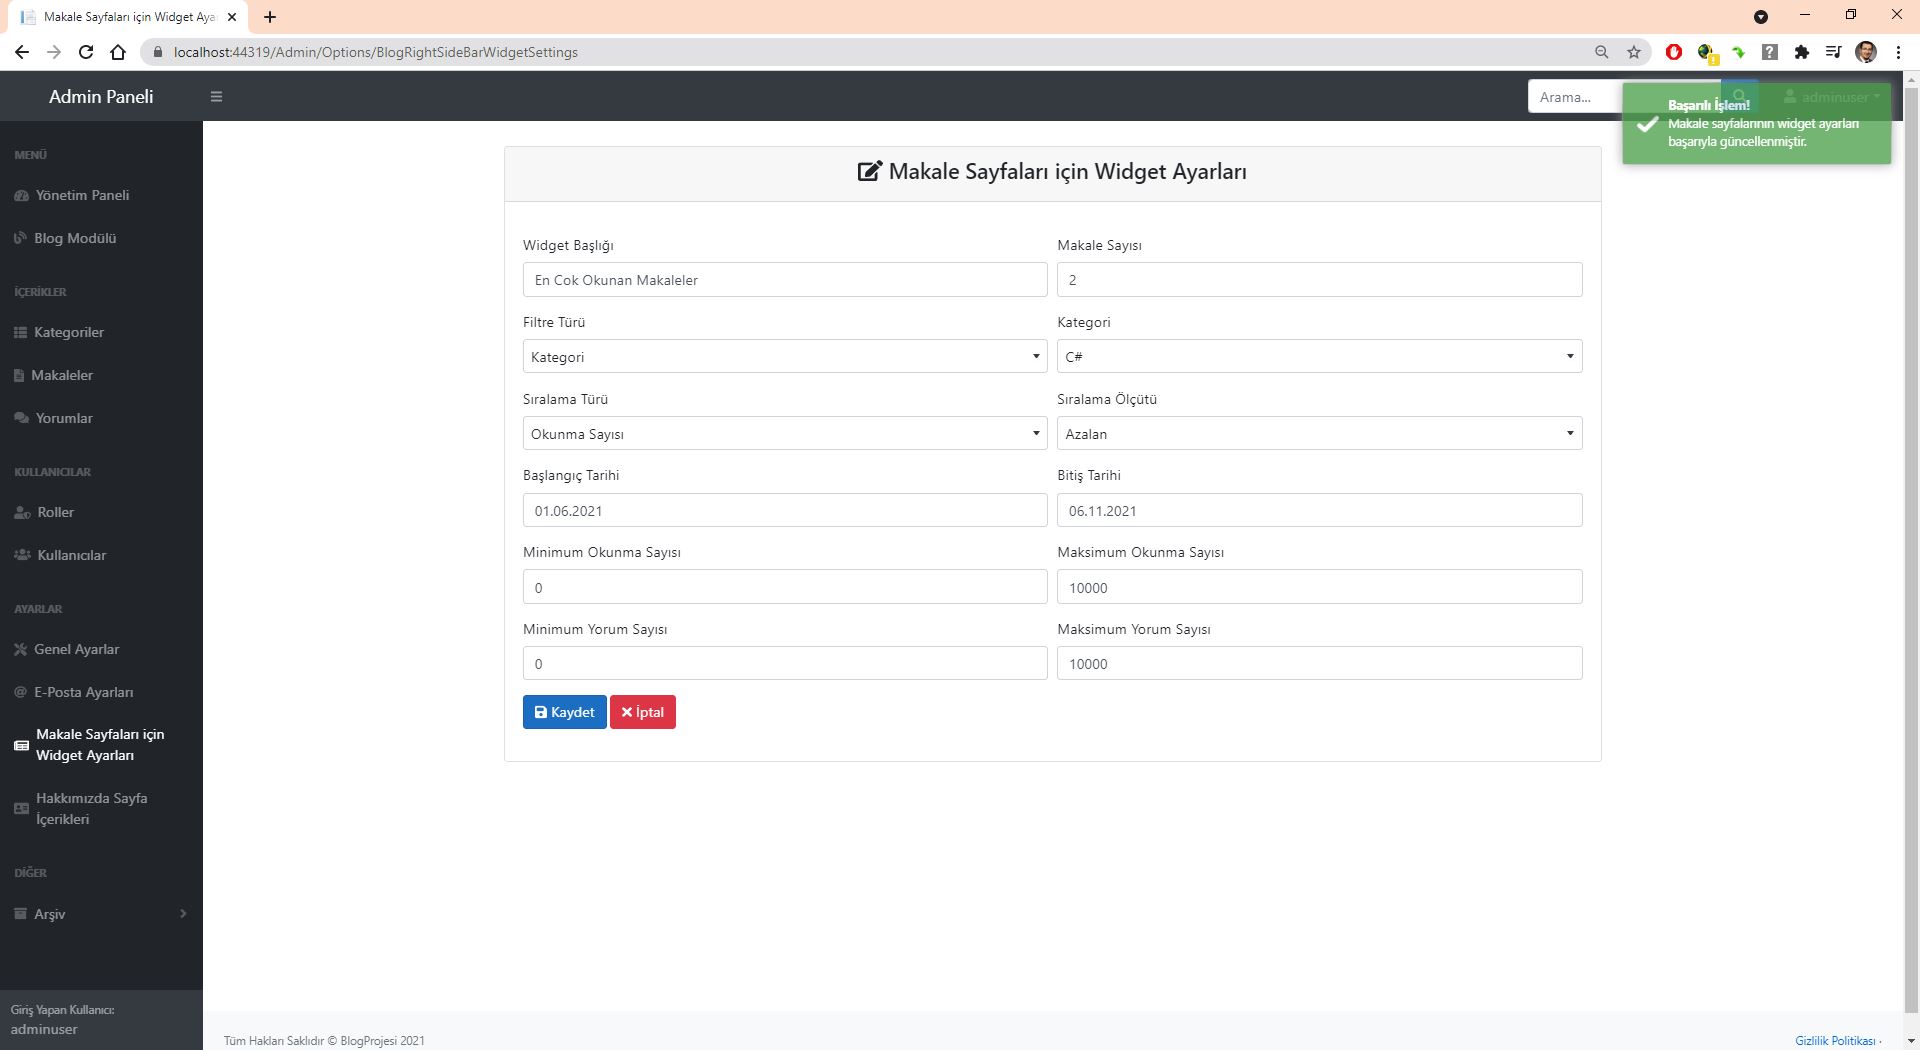 Makale Sayfaları için Widget Aya
localhost:44319/Admin/Options/BlogRightSideBarWidgetSettings
Admin Paneli
Arama...
adminuser
Başarılı İşlem!
Makale sayfalarının widget ayarları
başarıyla güncellenmiştir.
MENÜ
Yönetim Paneli
Blog Modülü
İÇERİKLER
Kategoriler
Makaleler
Yorumlar
KULLANICILAR
Roller
Kullanıcılar
AYARLAR
Genel Ayarlar
E-Posta Ayarları
Makale Sayfaları için
Widget Ayarları
Hakkımızda Sayfa
İçerikleri
DİĞER
Arşiv
Giriş Yapan Kullanıcı:
adminuser
Makale Sayfaları için Widget Ayarları
Widget Başlığı
Makale Sayısı
En Cok Okunan Makaleler
2
Filtre Türü
Kategori
Kategori
C#
Sıralama Türü
Sıralama Ölçütü
Okunma Sayısı
Azalan
Başlangıç Tarihi
Bitiş Tarihi
01.06.2021
06.11.2021
Minimum Okunma Sayısı
Maksimum Okunma Sayısı
0
10000
Minimum Yorum Sayısı
Maksimum Yorum Sayısı
0
10000
Kaydet
İptal
Tüm Hakları Saklıdır © BlogProjesi 2021
Gizlilik Politikası ·